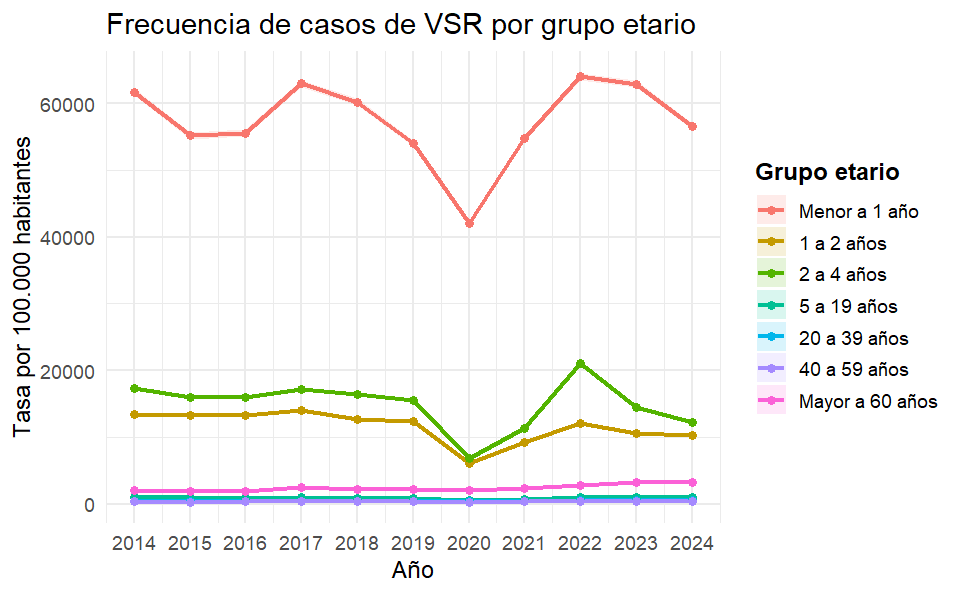 Frecuencia de casos de VSR por grupo etario
Tasa por 100.000 habitantes
60000
40000
20000
0
2014 2015 2016 2017 2018 2019 2020 2021 2022 2023 2024
Año
Grupo etario
Menor a 1 año
1 a 2 años
2 a 4 años
5 a 19 años
20 a 39 años
40 a 59 años
Mayor a 60 años